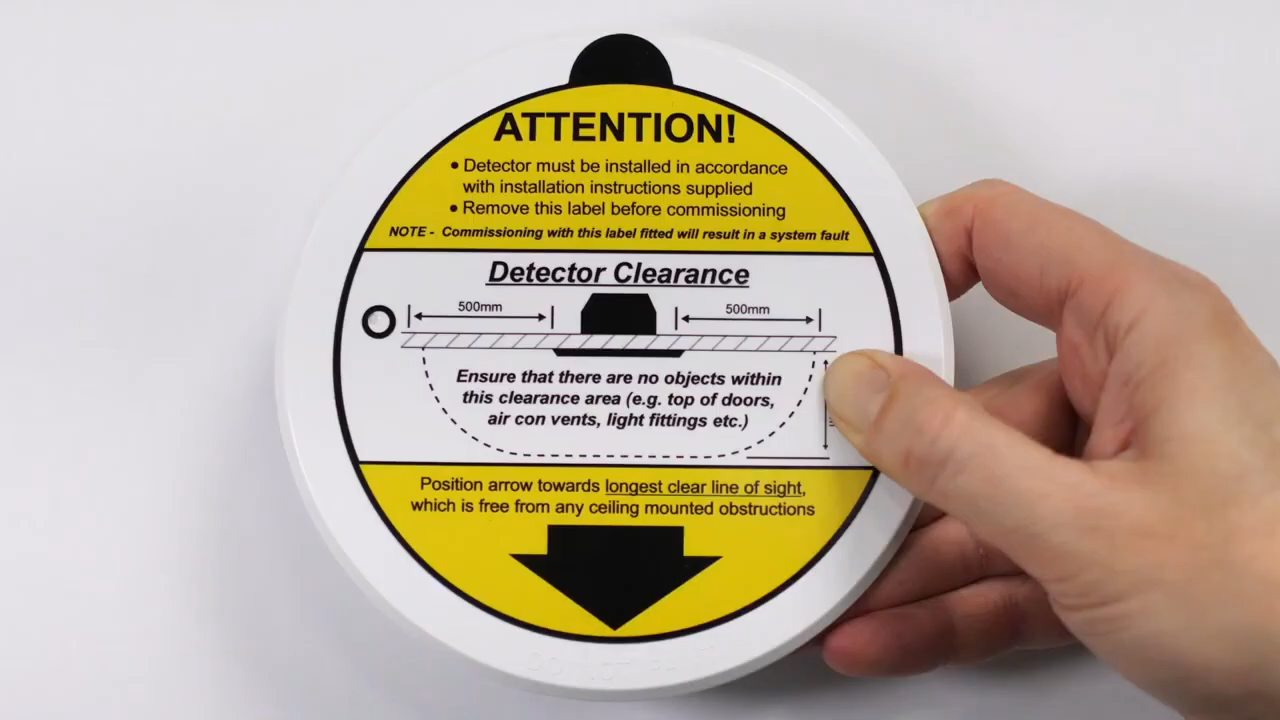 ATTENTION!
• Detector must be installed in accordance
with installation instructions supplied
• Remove this label before commissioning
NOTE - Commissioning with this label fitted will result in a system fault
Detector Clearance
500mm
500mm
Ensure that there are no objects within
this clearance area (e.g. top of doors,
air con vents, light fittings etc.)
Position arrow towards longest clear line of sight,
which is free from any ceiling mounted obstructions